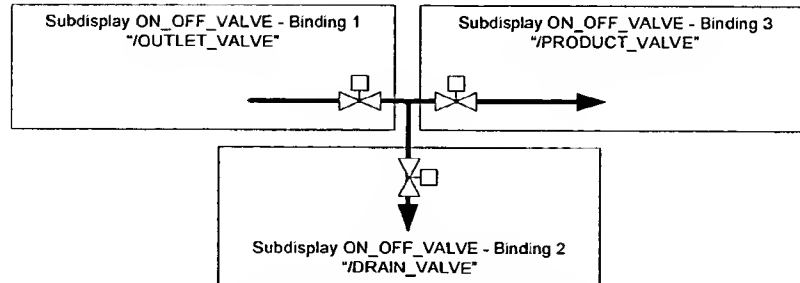 Subdisplay ON_OFF_VALVE - Binding 1
"/OUTLET_VALVE"
Subdisplay ON_OFF_VALVE - Binding 3
"/PRODUCT_VALVE"
Subdisplay ON_OFF_VALVE - Binding 2
"/DRAIN_VALVE"